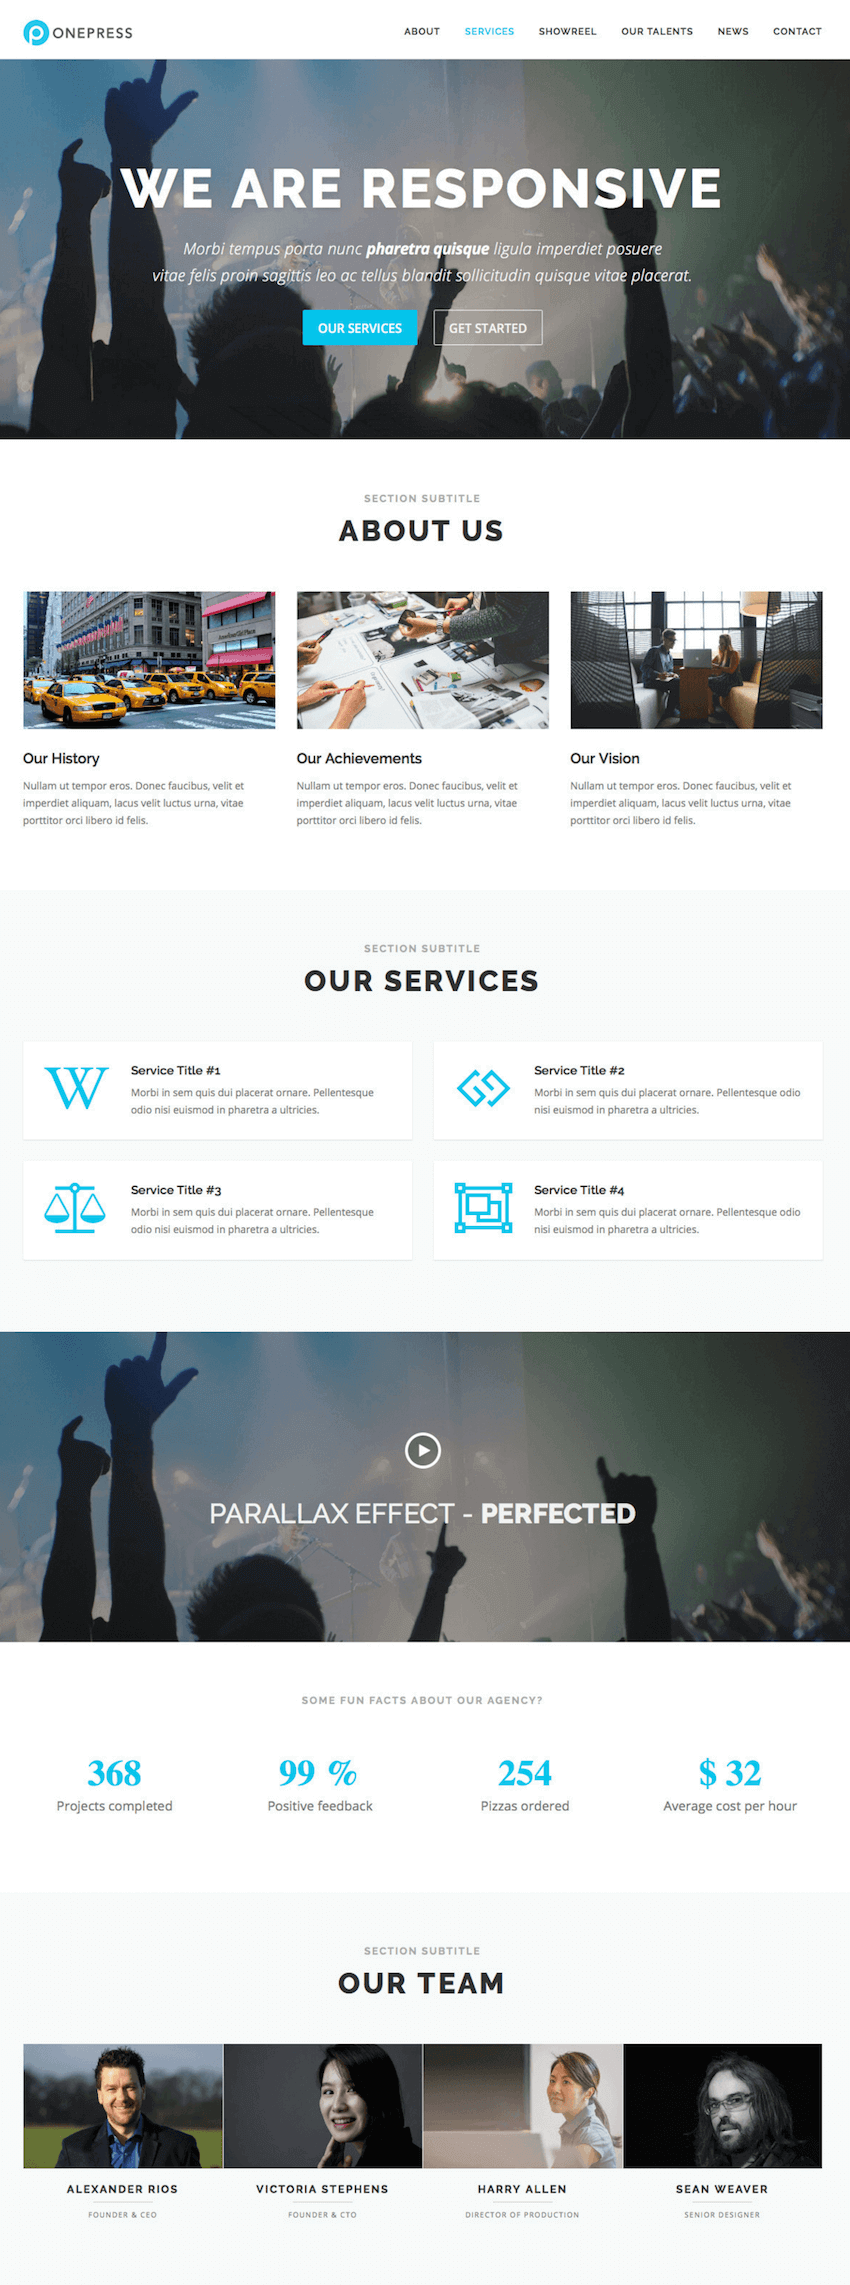 ONEPRESS
ABOUT SERVICES SHOWREEL OUR TALENTS NEWS CONTACT
WE ARE RESPONSIVE
Morbi tempus porta nunc pharetra quisque ligula imperdiet posuere
vitae felis proin sagittis leo ac tellus blandit sollicitudin quisque vitae placerat.
OUR SERVICES GET STARTED
SECTION SUBTITLE
ABOUT US
Our History
Nullam ut tempor eros. Donec faucibus, velit et
imperdiet aliquam, lacus velit luctus urna, vitae
porttitor orci libero id felis.
Our Achievements
Nullam ut tempor eros. Donec faucibus, velit et
imperdiet aliquam, lacus velit luctus urna, vitae
porttitor orci libero id felis.
Our Vision
Nullam ut tempor eros. Donec faucibus, velit et
imperdiet aliquam, lacus velit luctus urna, vitae
porttitor orci libero id felis.
SECTION SUBTITLE
OUR SERVICES
W
Service Title #1
Morbi in sem quis dui placerat ornare. Pellentesque
odio nisi euismod in pharetra a ultricies.
Service Title #2
Morbi in sem quis dui placerat ornare. Pellentesque odio
nisi euismod in pharetra a ultricies.
Service Title #3
Morbi in sem quis dui placerat ornare. Pellentesque
odio nisi euismod in pharetra a ultricies.
Service Title #4
Morbi in sem quis dui placerat ornare. Pellentesque odio
nisi euismod in pharetra a ultricies.
PARALLAX EFFECT - PERFECTED
SOME FUN FACTS ABOUT OUR AGENCY?
368
Projects completed
99 %
Positive feedback
254
Pizzas ordered
$ 32
Average cost per hour
SECTION SUBTITLE
OUR TEAM
ALEXANDER RIOS
FOUNDER & CEO
VICTORIA STEPHENS
FOUNDER & CTO
HARRY ALLEN
DIRECTOR OF PRODUCTION
SEAN WEAVER
SENIOR DESIGNER